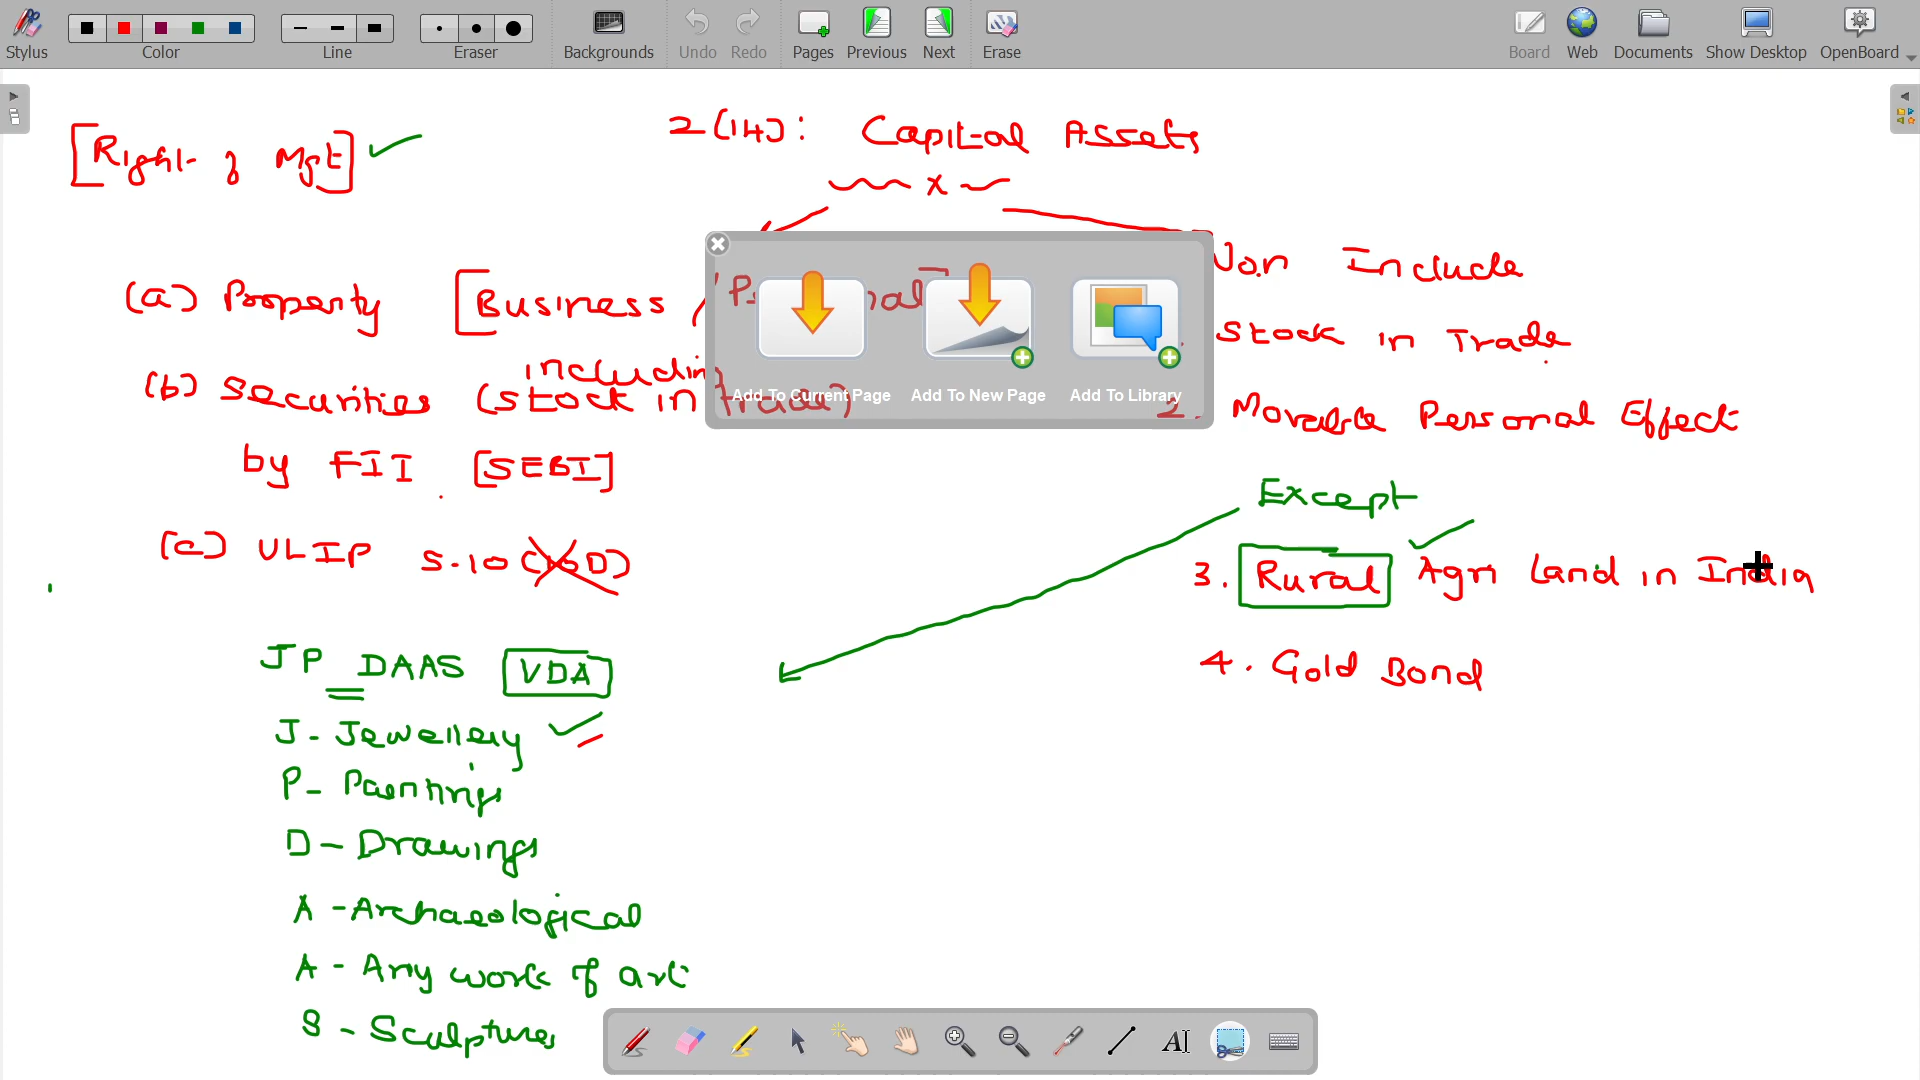 Stylus Color Line Eraser Backgrounds Undo Redo Pages Previous Next Erase Board Web Documents Show Desktop OpenBoard
[Right of Mgt]
2(14): Capital Assets
x
(a) Property [Business /
Non Include
including
(b) Securities (stock in trade)
by FII [SEBI]
(c) ULIP S.10(10D)
Add To Current Page Add To New Page Add To Library
Stock in Trade
2. Movable Personal Effect
Except
3. Rural Agri Land in India
4. Gold Bond
JP DAAS VDA
J - Jewellery
P - Paintings
D - Drawings
A - Archaeological
A - Any work of art
S - Sculptures
AI